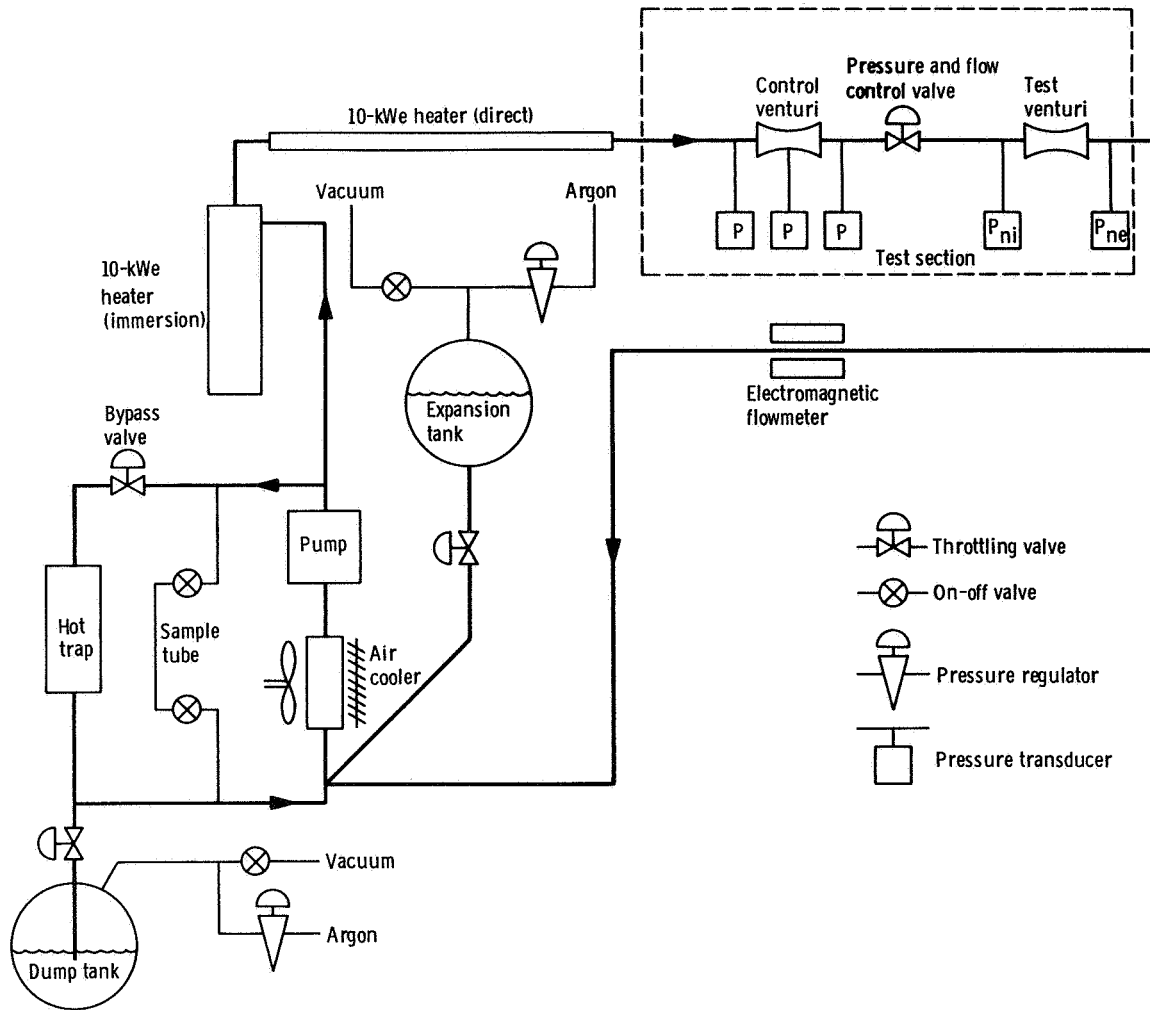 Pressure and flow
control valve
Control
venturi
Test
venturi
10-kWe heater (direct)
Vacuum
Argon
P
P
P
Pni
Pne
Test section
10-kWe
heater
(immersion)
Expansion
tank
Electromagnetic
flowmeter
Bypass
valve
Pump
Throttling valve
On-off valve
Hot
trap
Sample
tube
Air
cooler
Pressure regulator
Pressure transducer
Vacuum
Argon
Dump tank